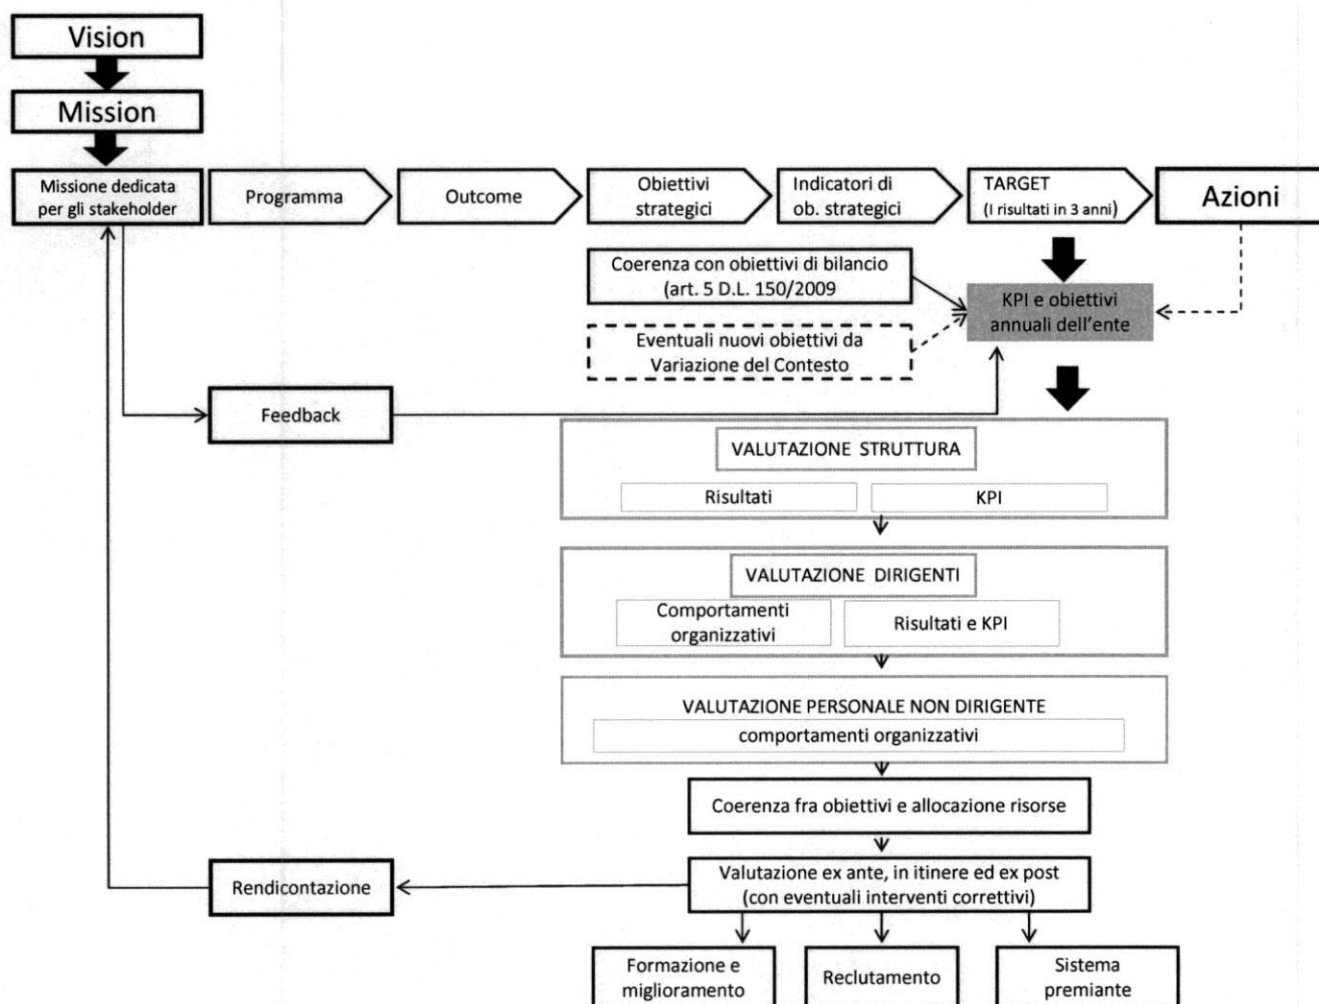 Vision
Mission
Missione dedicata
per gli stakeholder
Programma
Outcome
Obiettivi
strategici
Indicatori di
ob. strategici
TARGET
(I risultati in 3 anni)
Azioni
Coerenza con obiettivi di bilancio
(art. 5 D.L. 150/2009
KPI e obiettivi
annuali dell'ente
Eventuali nuovi obiettivi da
Variazione del Contesto
Feedback
VALUTAZIONE STRUTTURA
Risultati
KPI
VALUTAZIONE DIRIGENTI
Comportamenti
organizzativi
Risultati e KPI
VALUTAZIONE PERSONALE NON DIRIGENTE
comportamenti organizzativi
Coerenza fra obiettivi e allocazione risorse
Rendicontazione
Valutazione ex ante, in itinere ed ex post
(con eventuali interventi correttivi)
Formazione e
miglioramento
Reclutamento
Sistema
premiante